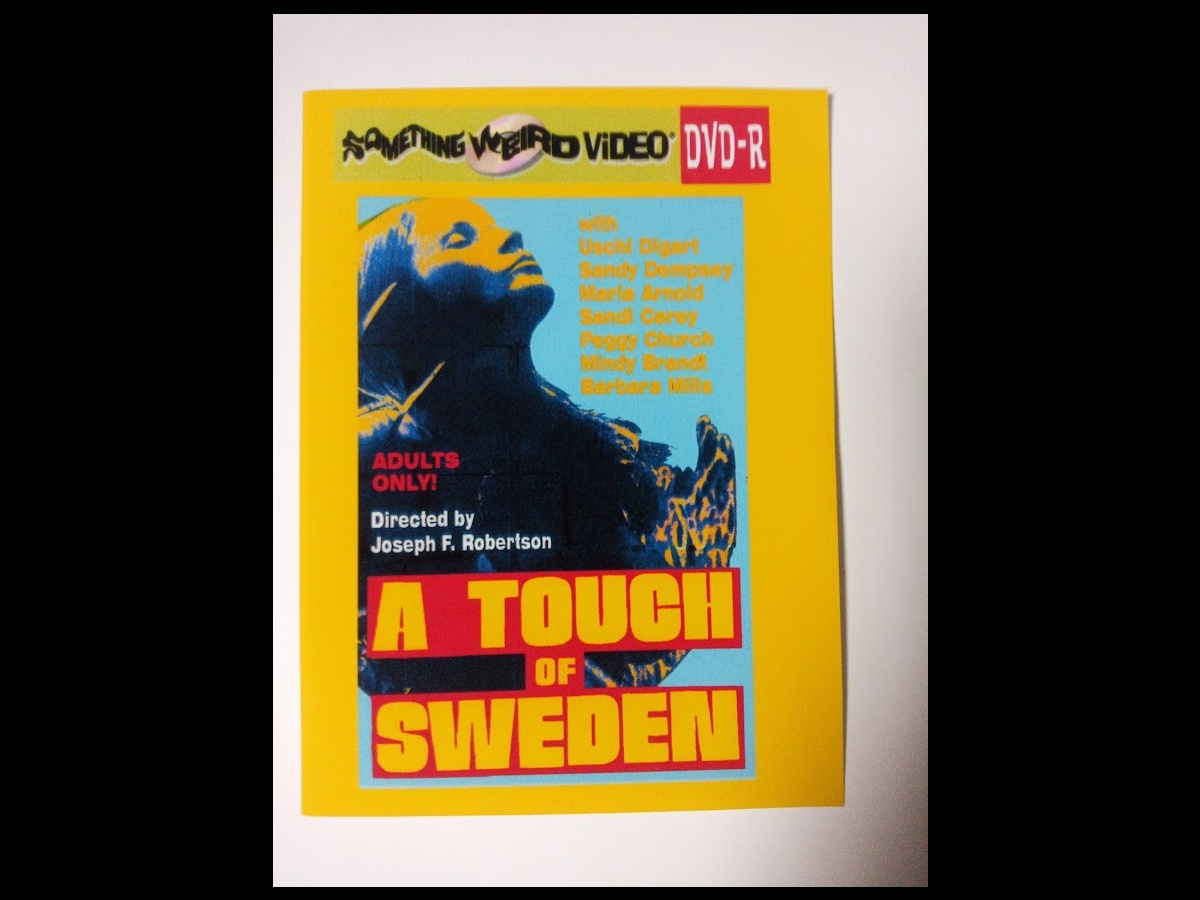 SOMETHING WEIRD VIDEO® DVD-R
with
Uschi Digart
Sandy Dempsey
Maria Arnold
Sandi Carey
Peggy Church
Mindy Brandt
Barbara Mills
ADULTS
ONLY!
Directed by
Joseph F. Robertson
A TOUCH
OF
SWEDEN